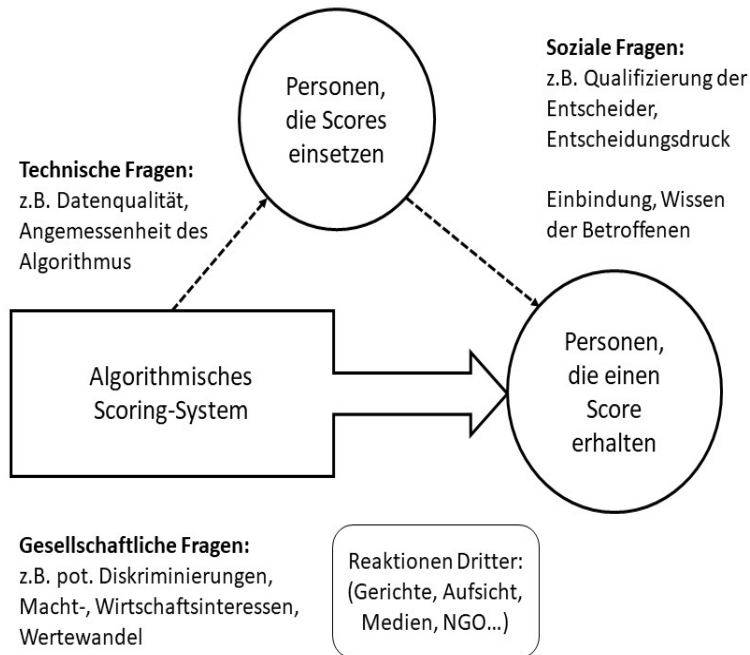 Personen,
die Scores
einsetzen
Soziale Fragen:
z.B. Qualifizierung der
Entscheider,
Entscheidungsdruck
Einbindung, Wissen
der Betroffenen
Technische Fragen:
z.B. Datenqualität,
Angemessenheit des
Algorithmus
Algorithmisches
Scoring-System
Personen,
die einen
Score
erhalten
Gesellschaftliche Fragen:
z.B. pot. Diskriminierungen,
Macht-, Wirtschaftsinteressen,
Wertewandel
Reaktionen Dritter:
(Gerichte, Aufsicht,
Medien, NGO...)